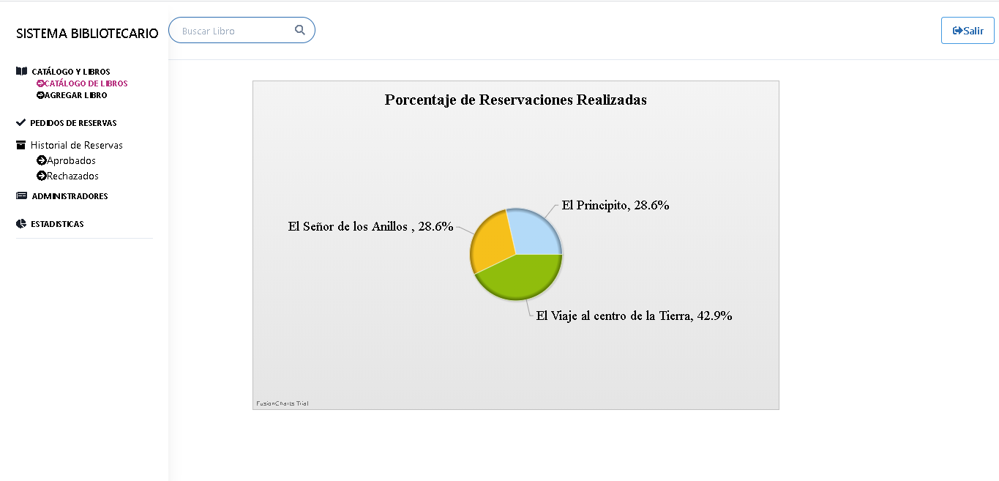 SISTEMA BIBLIOTECARIO
Buscar Libro
Salir
CATÁLOGO Y LIBROS
CATÁLOGO DE LIBROS
AGREGAR LIBRO
PEDIDOS DE RESERVAS
Historial de Reservas
Aprobados
Rechazados
ADMINISTRADORES
ESTADISTICAS
Porcentaje de Reservaciones Realizadas
El Principito, 28.6%
El Señor de los Anillos , 28.6%
El Viaje al centro de la Tierra, 42.9%
FusionCharts Trial